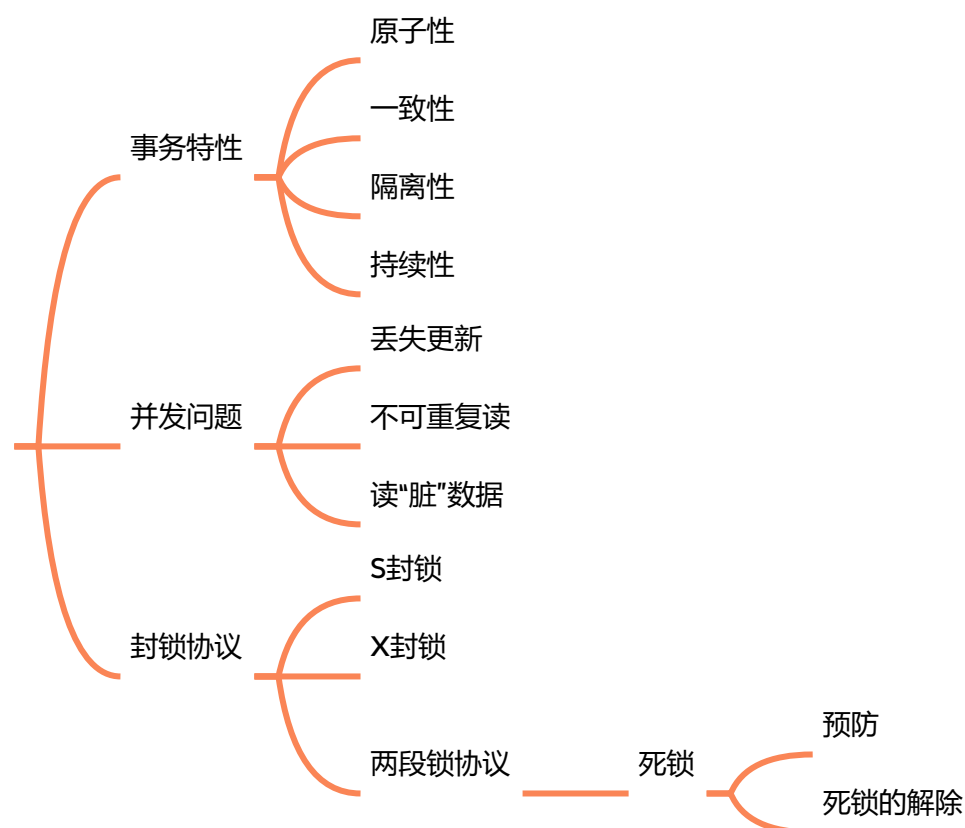 事务特性
原子性
一致性
隔离性
持续性
并发问题
丢失更新
不可重复读
读“脏”数据
封锁协议
S封锁
X封锁
两段锁协议
死锁
预防
死锁的解除